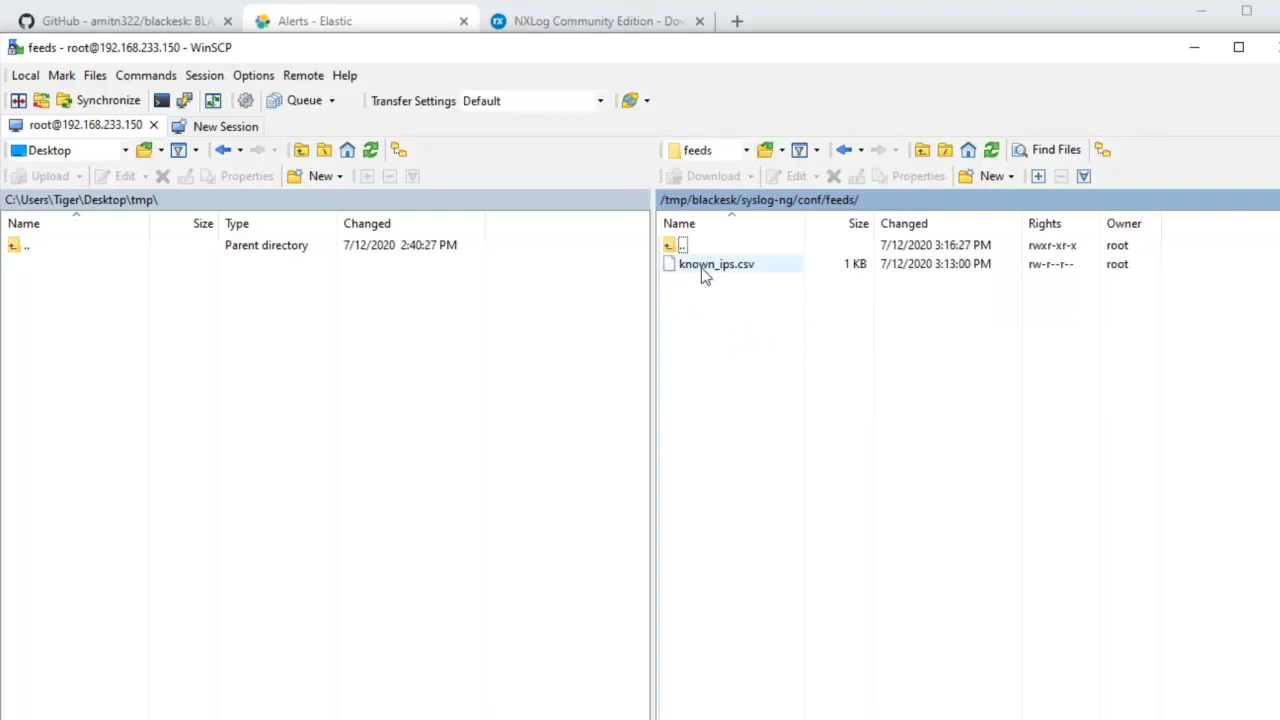 GitHub - amitn322/blackesk: BLA
Alerts - Elastic
NXLog Community Edition - Dow
feeds - root@192.168.233.150 - WinSCP
Local Mark Files Commands Session Options Remote Help
Synchronize Queue Transfer Settings Default
root@192.168.233.150 New Session
Desktop feeds Find Files
Upload Edit Properties New Download Edit Properties New
C:\Users\Tiger\Desktop\tmp\ /tmp/blackesk/syslog-ng/conf/feeds/
Name Size Type Changed Name Size Changed Rights Owner
.. Parent directory 7/12/2020 2:40:27 PM .. 7/12/2020 3:16:27 PM rwxr-xr-x root
known_ips.csv 1 KB 7/12/2020 3:13:00 PM rw-r--r-- root